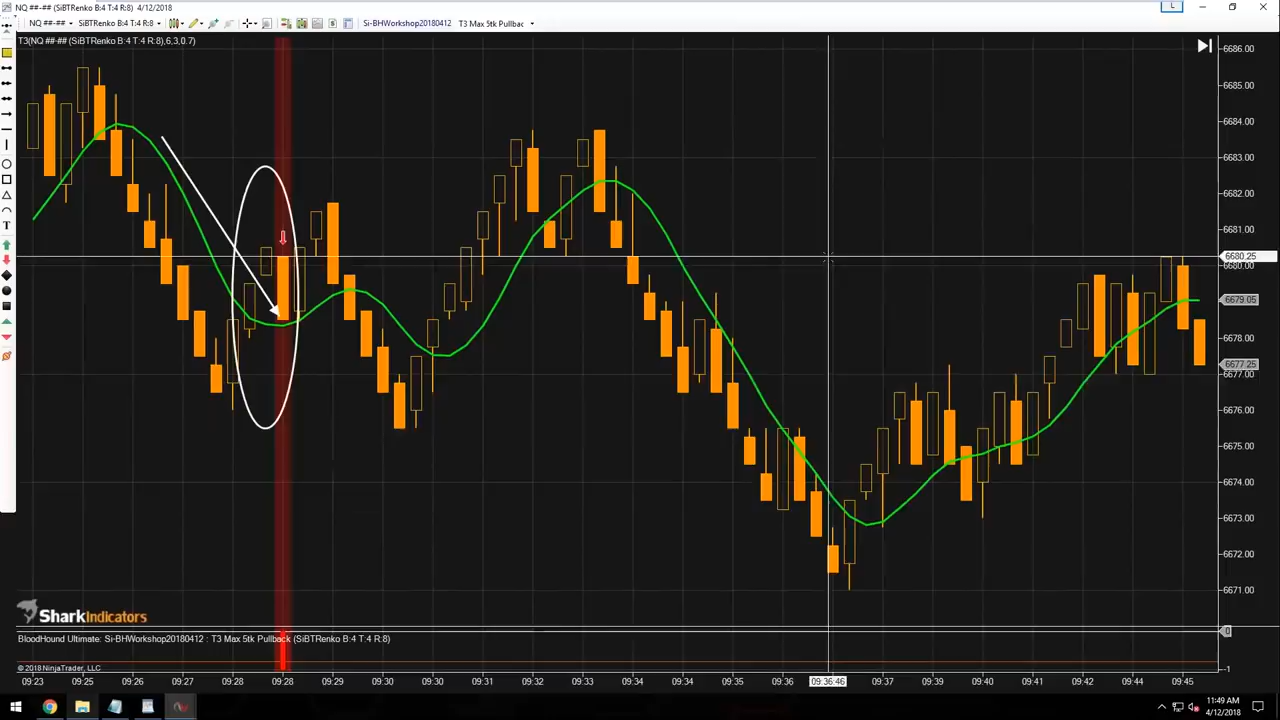 NQ ##-## (SiBTRenko B:4 T:4 R:8) 4/12/2018
NQ ##-## SiBTRenko B:4 T:4 R:8 Si-BHWorkshop20180412 T3 Max 5tk Pullbac
T3(NQ ##-## (SiBTRenko B:4 T:4 R:8),6,3,0.7)
6686.00
6685.00
6684.00
6683.00
6682.00
6681.00
6680.25
6680.00
6679.05
6678.00
6677.25
6677.00
6676.00
6675.00
6674.00
6673.00
6672.00
6671.00
SharkIndicators
BloodHound Ultimate: Si-BHWorkshop20180412 : T3 Max 5tk Pullback (SiBTRenko B:4 T:4 R:8)
0
© 2018 NinjaTrader, LLC
-1
09:23 09:25 09:26 09:27 09:28 09:28 09:29 09:30 09:30 09:31 09:32 09:33 09:34 09:34 09:35 09:36 09:36:46 09:37 09:39 09:40 09:41 09:42 09:44 09:45
11:49 AM
4/12/2018